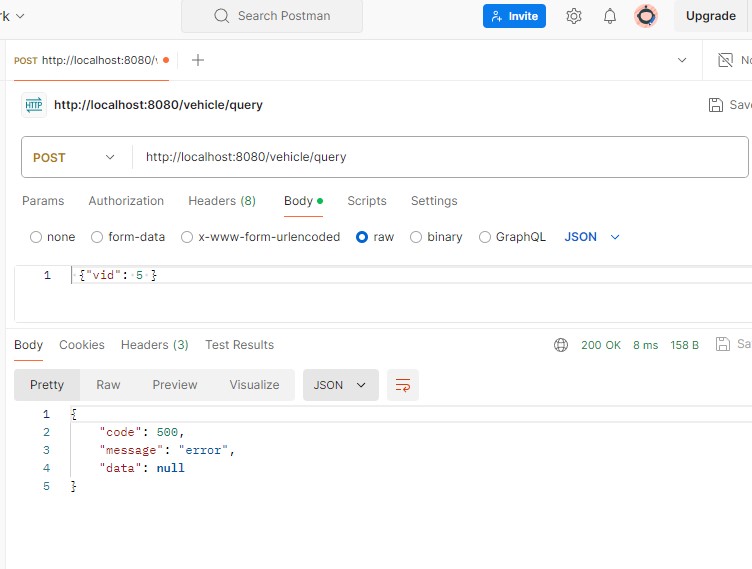 rk Search Postman Invite Upgrade
POST http://localhost:8080/v No
HTTP http://localhost:8080/vehicle/query Save
POST http://localhost:8080/vehicle/query
Params Authorization Headers (8) Body Scripts Settings
none form-data x-www-form-urlencoded raw binary GraphQL JSON
1 {"vid": 5 }
Body Cookies Headers (3) Test Results 200 OK 8 ms 158 B Sa
Pretty Raw Preview Visualize JSON
1 {
2 "code": 500,
3 "message": "error",
4 "data": null
5 }